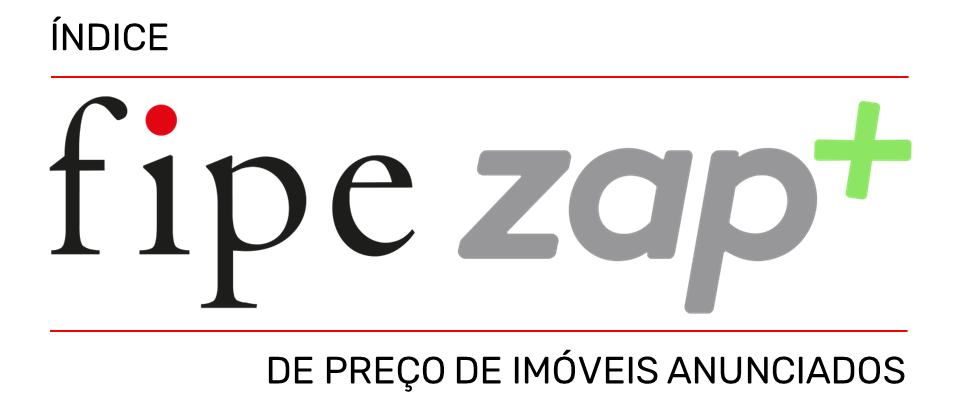 ÍNDICE
fipe zap+
DE PREÇO DE IMÓVEIS ANUNCIADOS